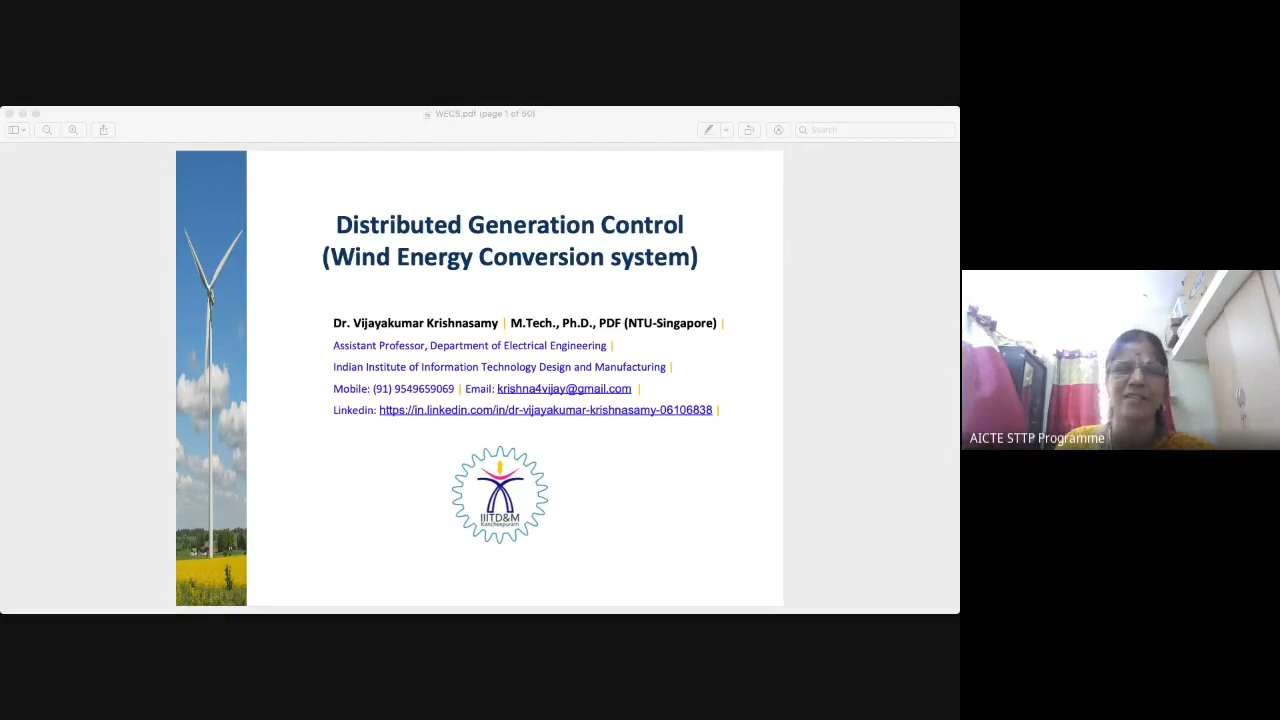 WECS.pdf (page 1 of 50)
Search
Distributed Generation Control
(Wind Energy Conversion system)
Dr. Vijayakumar Krishnasamy | M.Tech., Ph.D., PDF (NTU-Singapore) |
Assistant Professor, Department of Electrical Engineering |
Indian Institute of Information Technology Design and Manufacturing |
Mobile: (91) 9549659069 | Email: krishna4vijay@gmail.com |
Linkedin: https://in.linkedin.com/in/dr-vijayakumar-krishnasamy-06106838 |
IIITD&M
Kancheepuram
AICTE STTP Programme